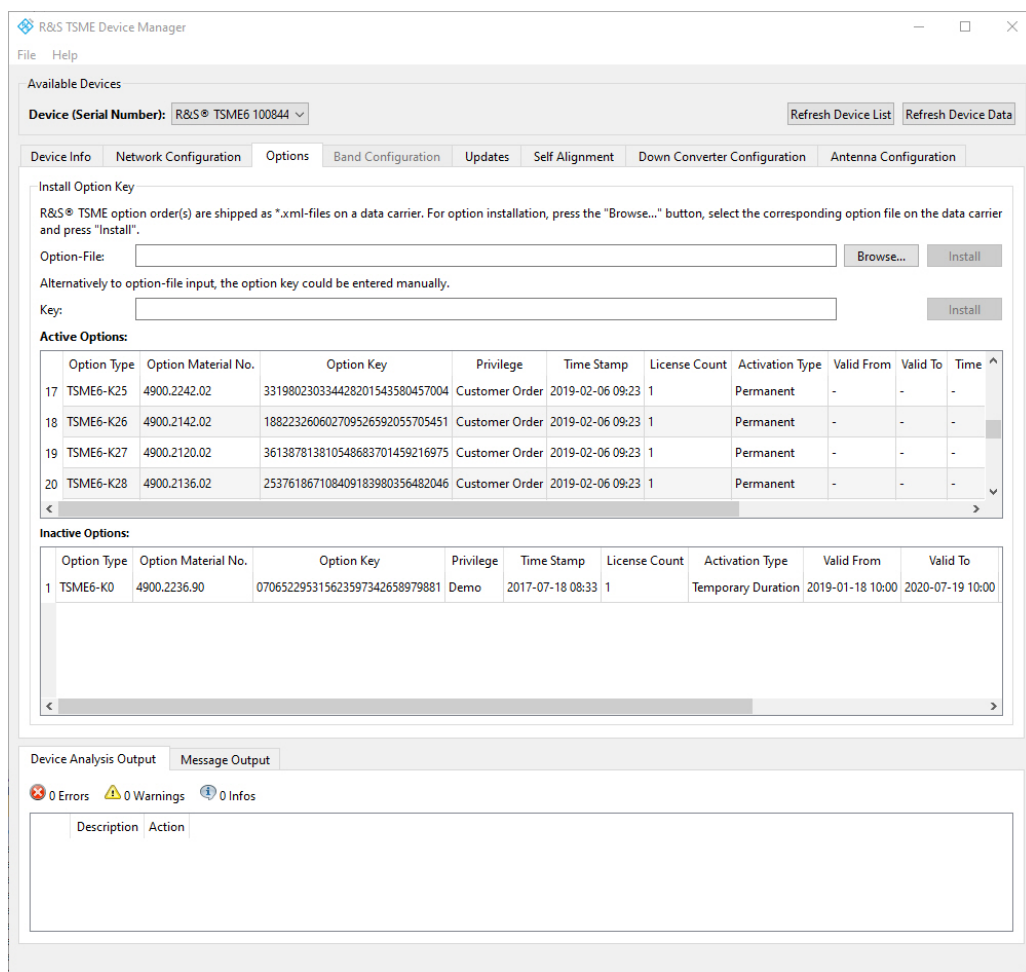 R&S TSME Device Manager
File Help
Available Devices
Device (Serial Number): R&S® TSME6 100844 Refresh Device List Refresh Device Data
Device Info Network Configuration Options Band Configuration Updates Self Alignment Down Converter Configuration Antenna Configuration
Install Option Key
R&S® TSME option order(s) are shipped as *.xml-files on a data carrier. For option installation, press the "Browse..." button, select the corresponding option file on the data carrier
and press "Install".
Option-File: Browse... Install
Alternatively to option-file input, the option key could be entered manually.
Key: Install
Active Options:
Option Type Option Material No. Option Key Privilege Time Stamp License Count Activation Type Valid From Valid To Time
17 TSME6-K25 4900.2242.02 331980230334428201543580457004 Customer Order 2019-02-06 09:23 1 Permanent - - -
18 TSME6-K26 4900.2142.02 188223260602709526592055705451 Customer Order 2019-02-06 09:23 1 Permanent - - -
19 TSME6-K27 4900.2120.02 361387813810548683701459216975 Customer Order 2019-02-06 09:23 1 Permanent - - -
20 TSME6-K28 4900.2136.02 253761867108409183980356482046 Customer Order 2019-02-06 09:23 1 Permanent - - -
Inactive Options:
Option Type Option Material No. Option Key Privilege Time Stamp License Count Activation Type Valid From Valid To
1 TSME6-K0 4900.2236.90 070652295315623597342658979881 Demo 2017-07-18 08:33 1 Temporary Duration 2019-01-18 10:00 2020-07-19 10:00
Device Analysis Output Message Output
0 Errors 0 Warnings 0 Infos
Description Action